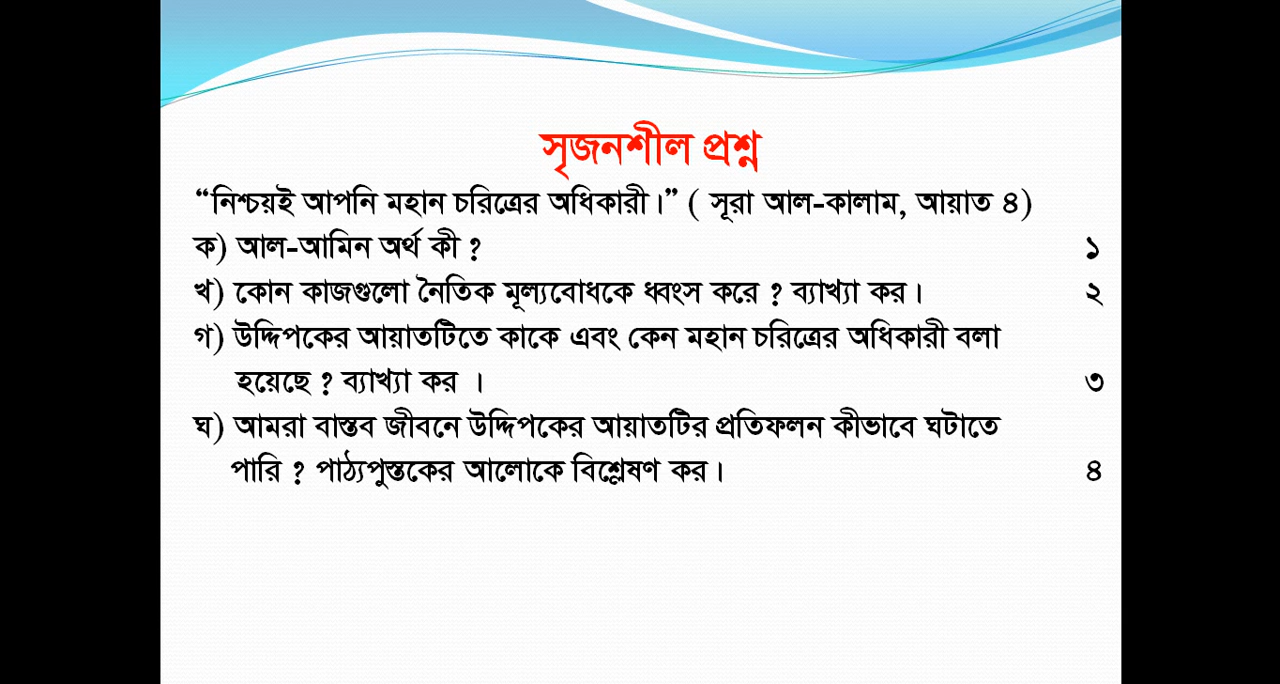 সৃজনশীল প্রশ্ন
“নিশ্চয়ই আপনি মহান চরিত্রের অধিকারী।” ( সূরা আল-কালাম, আয়াত ৪)
ক) আল-আমিন অর্থ কী ? ১
খ) কোন কাজগুলো নৈতিক মূল্যবোধকে ধ্বংস করে ? ব্যাখ্যা কর। ২
গ) উদ্দিপকের আয়াতটিতে কাকে এবং কেন মহান চরিত্রের অধিকারী বলা
হয়েছে ? ব্যাখ্যা কর । ৩
ঘ) আমরা বাস্তব জীবনে উদ্দিপকের আয়াতটির প্রতিফলন কীভাবে ঘটাতে
পারি ? পাঠ্যপুস্তকের আলোকে বিশ্লেষণ কর। ৪